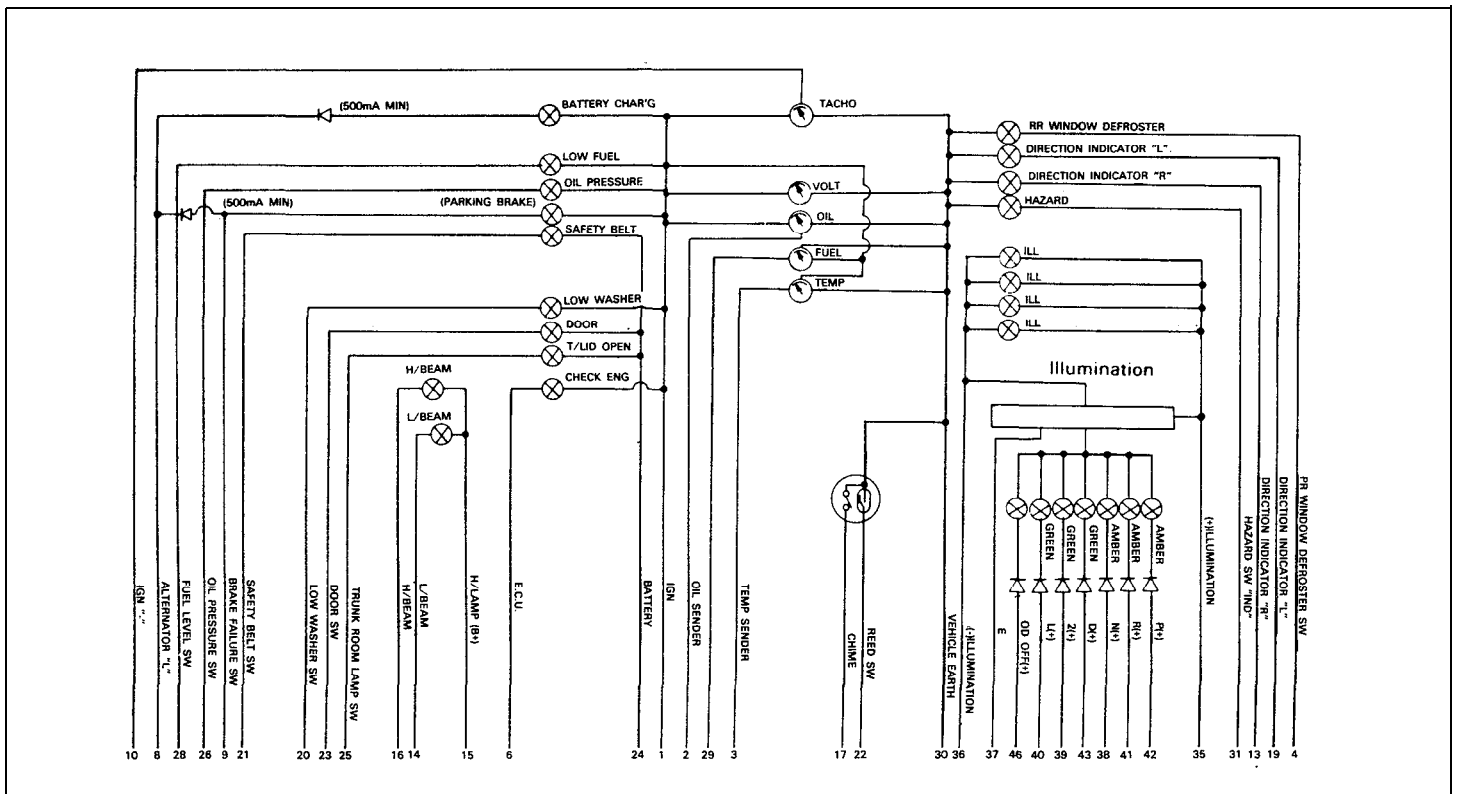 (500mA MIN)
BATTERY CHAR'G
TACHO
RR WINDOW DEFROSTER
LOW FUEL
DIRECTION INDICATOR "L".
OIL PRESSURE
VOLT
DIRECTION INDICATOR "R"
(500mA MIN)
(PARKING BRAKE)
OIL
HAZARD
SAFETY BELT
FUEL
ILL
TEMP
ILL
LOW WASHER
ILL
DOOR
ILL
T/LID OPEN
H/BEAM
CHECK ENG
Illumination
L/BEAM
IGN "-"
ALTERNATOR "L"
FUEL LEVEL SW
OIL PRESSURE SW
BRAKE FAILURE SW
SAFETY BELT SW
LOW WASHER SW
DOOR SW
TRUNK ROOM LAMP SW
H/BEAM
L/BEAM
H/LAMP (B+)
E.C.U.
BATTERY
IGN
OIL SENDER
TEMP SENDER
CHIME
REED SW
VEHICLE EARTH
(-)ILLUMINATION
E
OD OFF(+)
GREEN
L(+)
GREEN
2(+)
GREEN
D(+)
AMBER
N(+)
AMBER
R(+)
AMBER
P(+)
(+)ILLUMINATION
HAZARD SW "IND"
DIRECTION INDICATOR "R"
DIRECTION INDICATOR "L"
PR WINDOW DEFROSTER SW
10 8 28 26 9 21 20 23 25 16 14 15 6 24 1 2 29 3 17 22 30 36 37 46 40 39 43 38 41 42 35 31 13 19 4